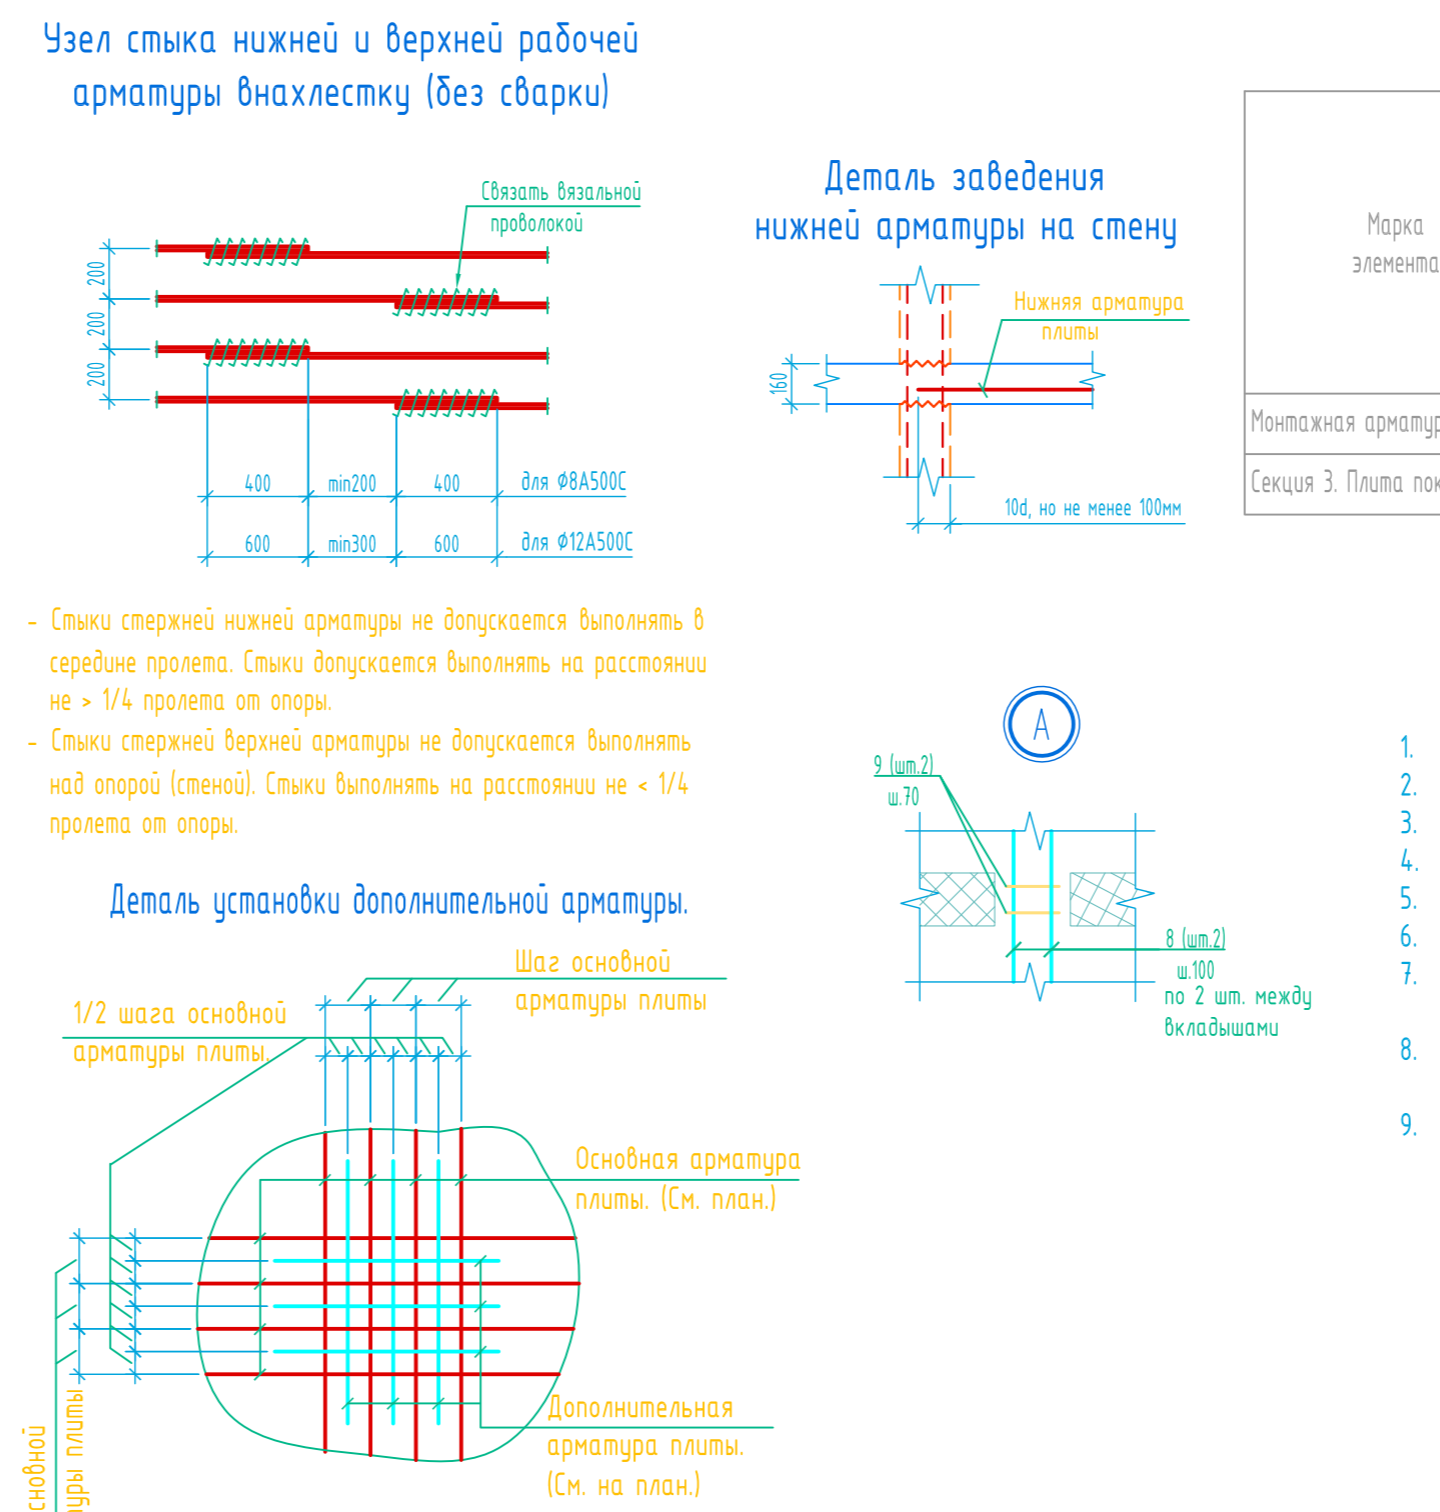 Узел стыка нижней и верхней рабочей
арматуры внахлестку (без сварки)
Связать вязальной
проволокой
200
200
200
400
min200
400
для Ø8А500С
600
min300
600
для Ø12А500С
Деталь заведения
нижней арматуры на стену
Нижняя арматура
плиты
160
10d, но не менее 100мм
Марка
элемента
Монтажная арматур
Секция 3. Плита пок
- Стыки стержней нижней арматуры не допускается выполнять в
середине пролета. Стыки допускается выполнять на расстоянии
не > 1/4 пролета от опоры.
- Стыки стержней верхней арматуры не допускается выполнять
над опорой (стеной). Стыки выполнять на расстоянии не < 1/4
пролета от опоры.
А
9 (шт.2)
ш.70
8 (шт.2)
ш.100
по 2 шт. между
вкладышами
1.
2.
3.
4.
5.
6.
7.
8.
9.
Деталь установки дополнительной арматуры.
Шаг основной
арматуры плиты
1/2 шага основной
арматуры плиты.
Основная арматура
плиты. (См. план.)
Дополнительная
арматура плиты.
(См. на план.)
сновной
уры плиты